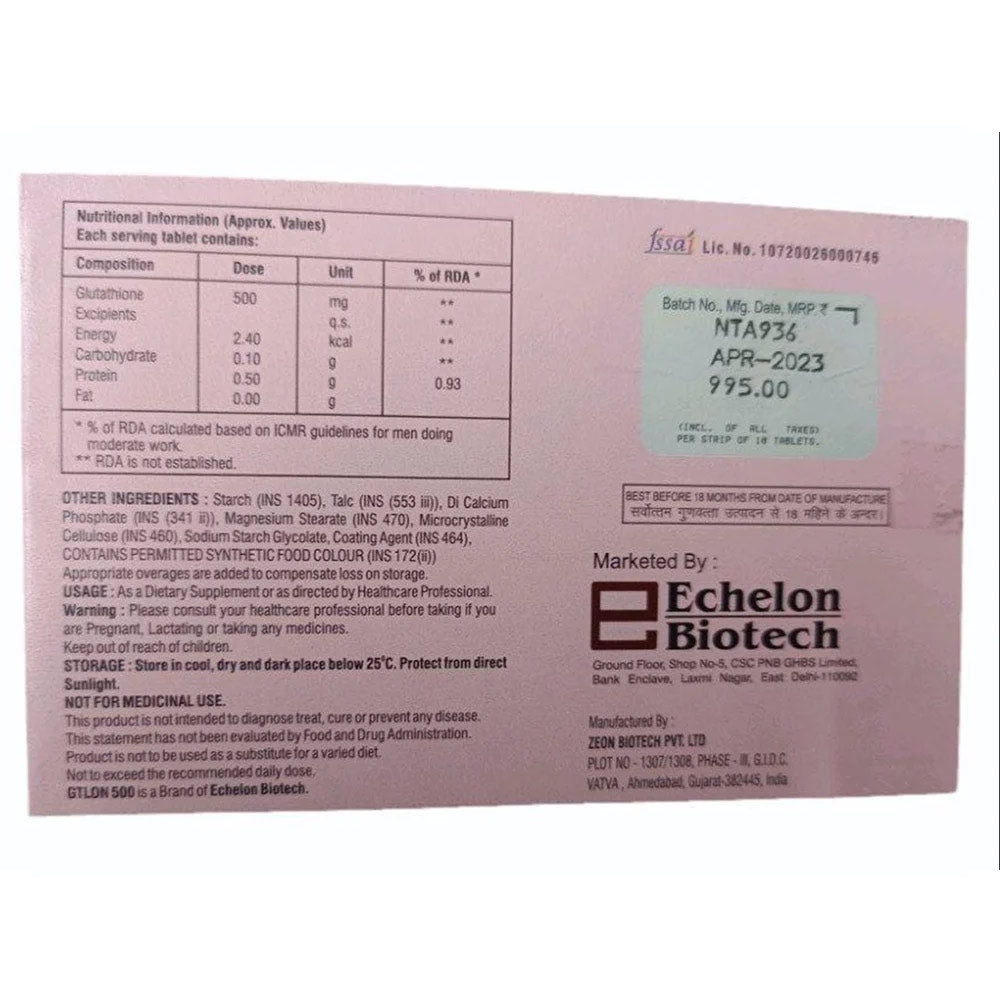 Nutritional Information (Approx. Values)
Each serving tablet contains:
Composition Dose Unit % of RDA *
Glutathione 500 mg **
Excipients q.s. **
Energy 2.40 kcal **
Carbohydrate 0.10 g **
Protein 0.50 g 0.93
Fat 0.00 g
* % of RDA calculated based on ICMR guidelines for men doing
moderate work.
** RDA is not established.
OTHER INGREDIENTS : Starch (INS 1405), Talc (INS (553 iii)), Di Calcium
Phosphate (INS (341 ii)), Magnesium Stearate (INS 470), Microcrystalline
Cellulose (INS 460), Sodium Starch Glycolate, Coating Agent (INS 464),
CONTAINS PERMITTED SYNTHETIC FOOD COLOUR (INS 172(ii))
Appropriate overages are added to compensate loss on storage.
USAGE : As a Dietary Supplement or as directed by Healthcare Professional.
Warning : Please consult your healthcare professional before taking if you
are Pregnant, Lactating or taking any medicines.
Keep out of reach of children.
STORAGE : Store in cool, dry and dark place below 25°C. Protect from direct
Sunlight.
NOT FOR MEDICINAL USE.
This product is not intended to diagnose treat, cure or prevent any disease.
This statement has not been evaluated by Food and Drug Administration.
Product is not to be used as a substitute for a varied diet.
Not to exceed the recommended daily dose.
GTLON 500 is a Brand of Echelon Biotech.
fssai Lic. No. 10720026000746
Batch No., Mfg. Date, MRP ₹
NTA936
APR-2023
995.00
(INCL. OF ALL TAXES)
PER STRIP OF 10 TABLETS.
BEST BEFORE 18 MONTHS FROM DATE OF MANUFACTURE
सर्वोत्तम गुणवत्ता उत्पादन से 18 महिने के अन्दर।
Marketed By :
Echelon
Biotech
Ground Floor, Shop No-5, CSC PNB GHBS Limited,
Bank Enclave, Laxmi Nagar, East Delhi-110092
Manufactured By :
ZEON BIOTECH PVT. LTD
PLOT NO - 1307/1308, PHASE - III, G.I.D.C.
VATVA , Ahmedabad, Gujarat-382445, India